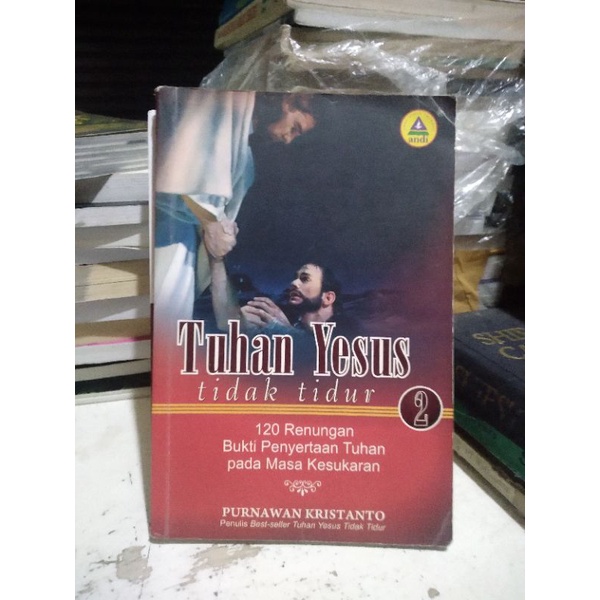 andi
Tuhan Yesus
tidak tidur
2
120 Renungan
Bukti Penyertaan Tuhan
pada Masa Kesukaran
PURNAWAN KRISTANTO
Penulis Best-seller Tuhan Yesus Tidak Tidur